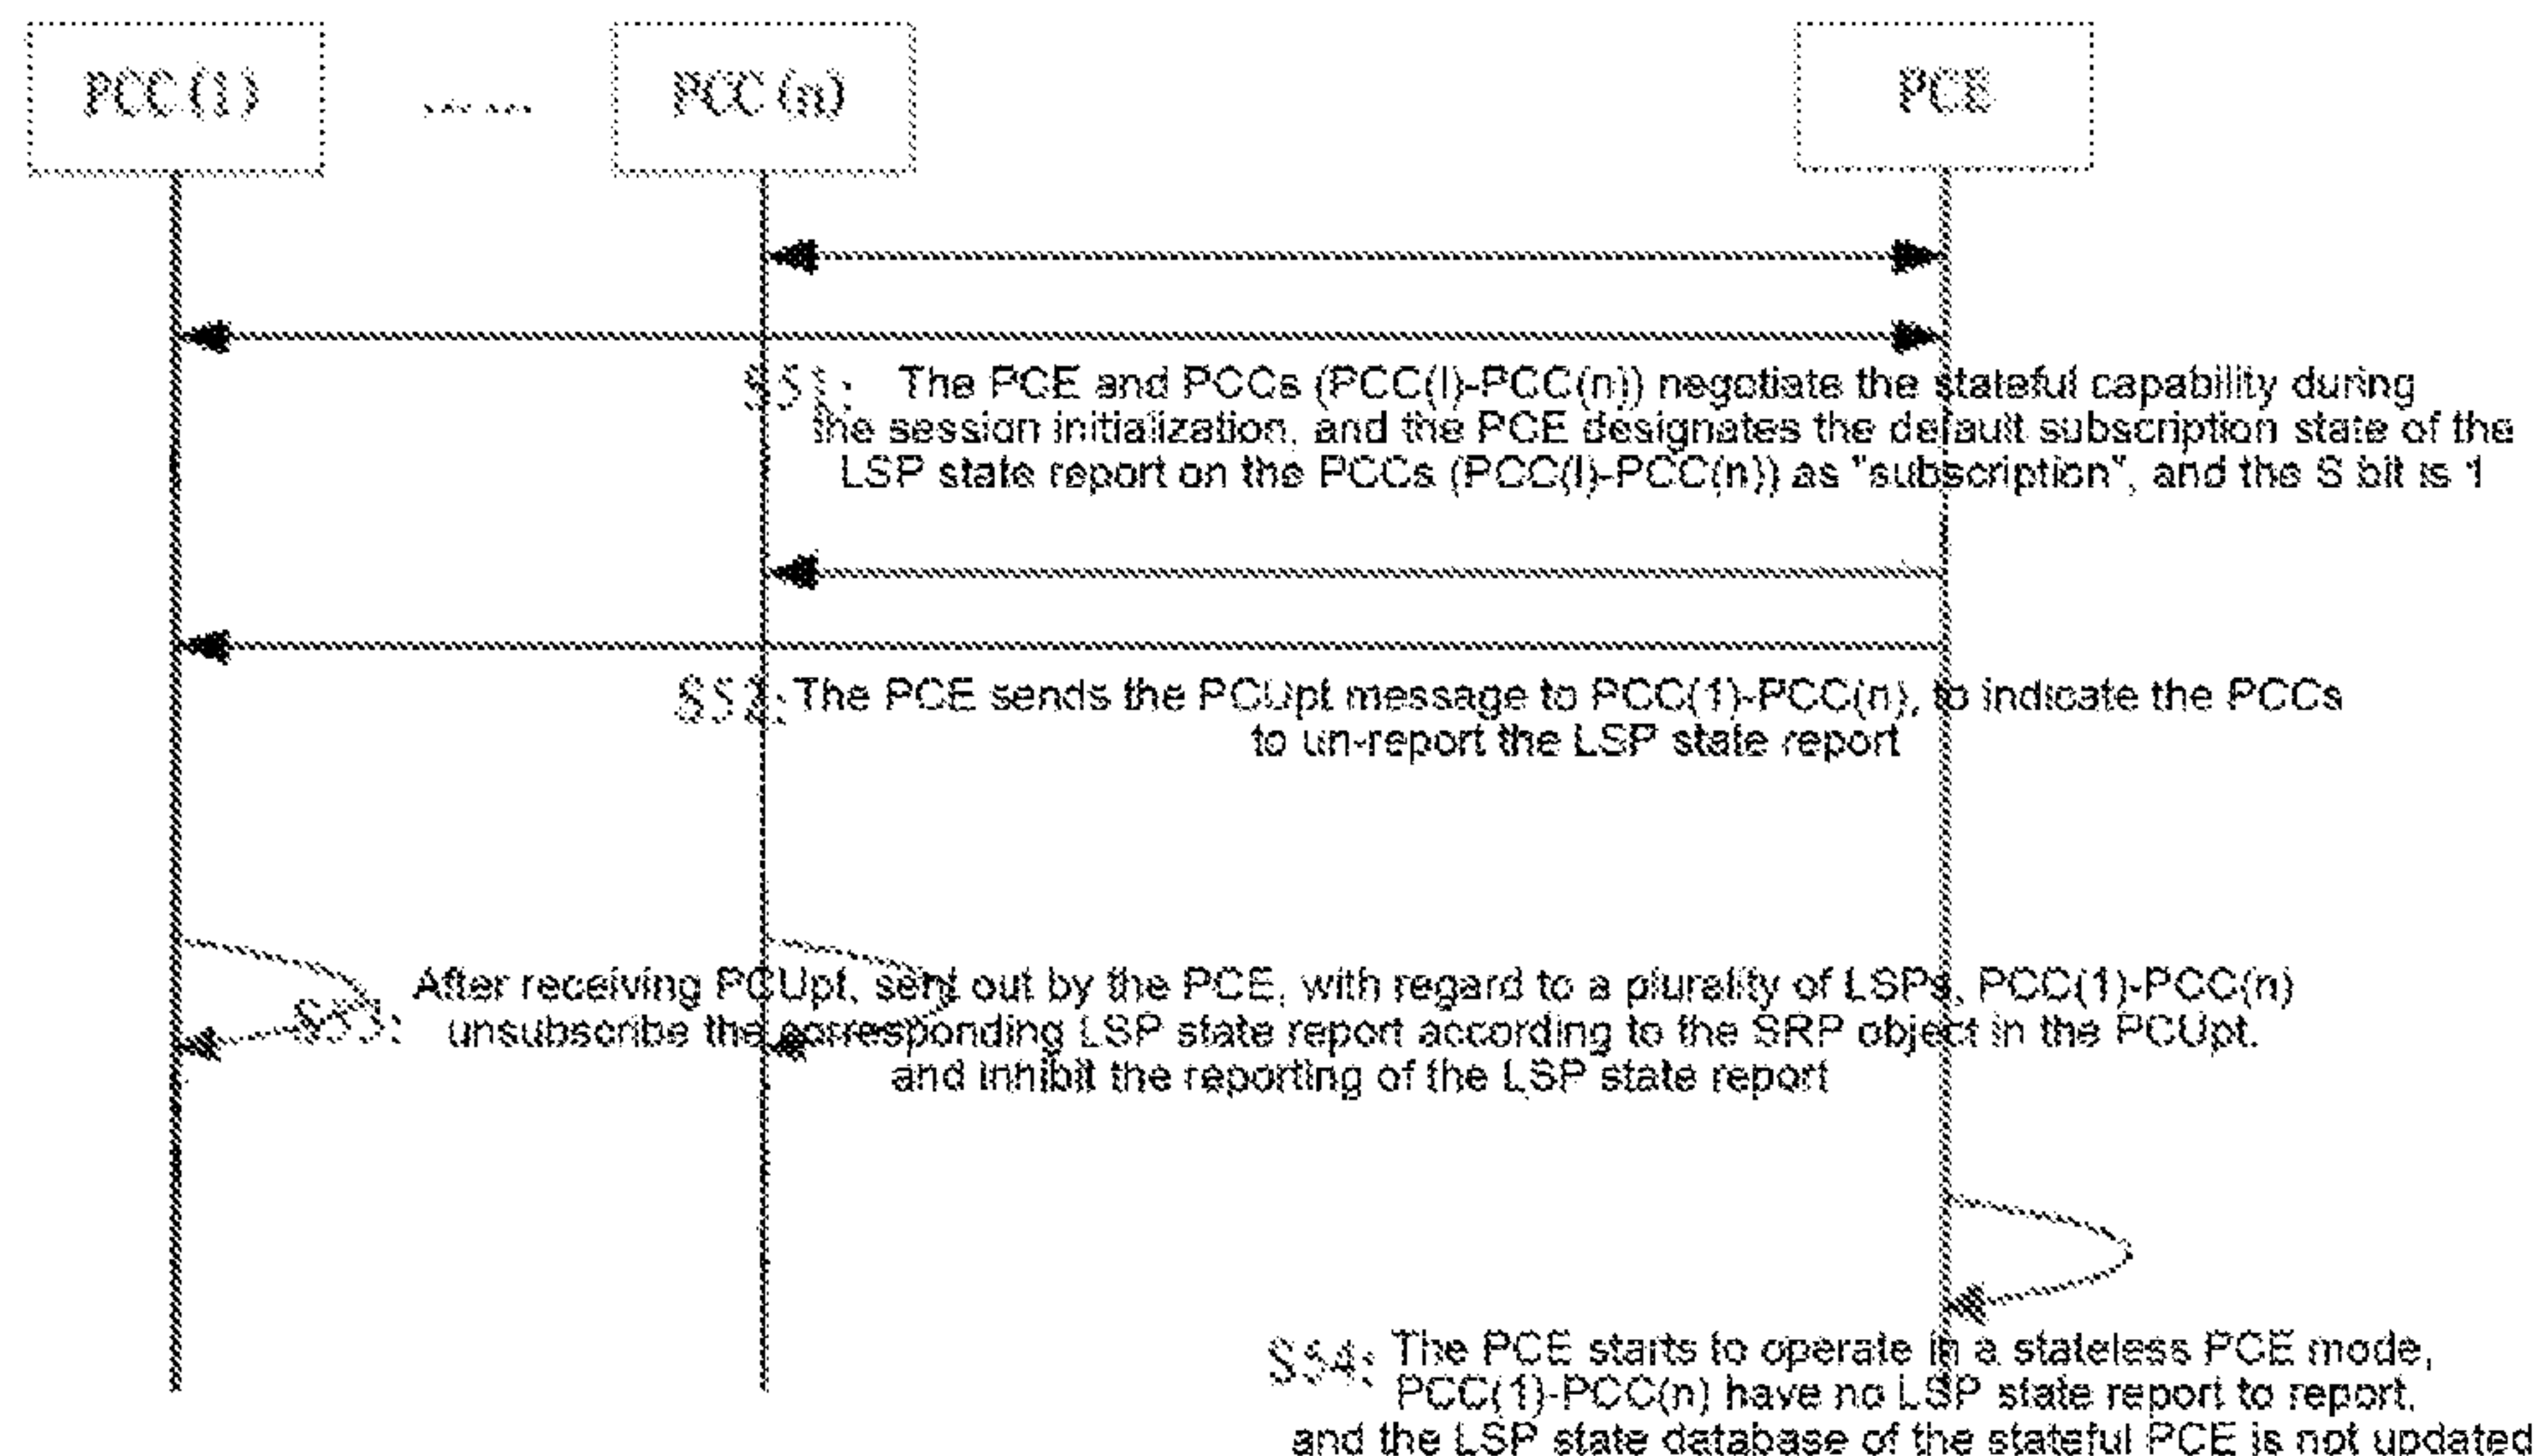 PCC(1)
......
PCC(n)
PCE
S51: The PCE and PCCs (PCC(l)-PCC(n)) negotiate the stateful capability during
the session initialization, and the PCE designates the default subscription state of the
LSP state report on the PCCs (PCC(l)-PCC(n)) as "subscription", and the S bit is 1
S52: The PCE sends the PCUpt message to PCC(1)-PCC(n), to indicate the PCCs
to un-report the LSP state report
S53: After receiving PCUpt, sent out by the PCE, with regard to a plurality of LSPs, PCC(1)-PCC(n)
unsubscribe the corresponding LSP state report according to the SRP object in the PCUpt.
and inhibit the reporting of the LSP state report
S54: The PCE starts to operate in a stateless PCE mode,
PCC(1)-PCC(n) have no LSP state report to report.
and the LSP state database of the stateful PCE is not updated